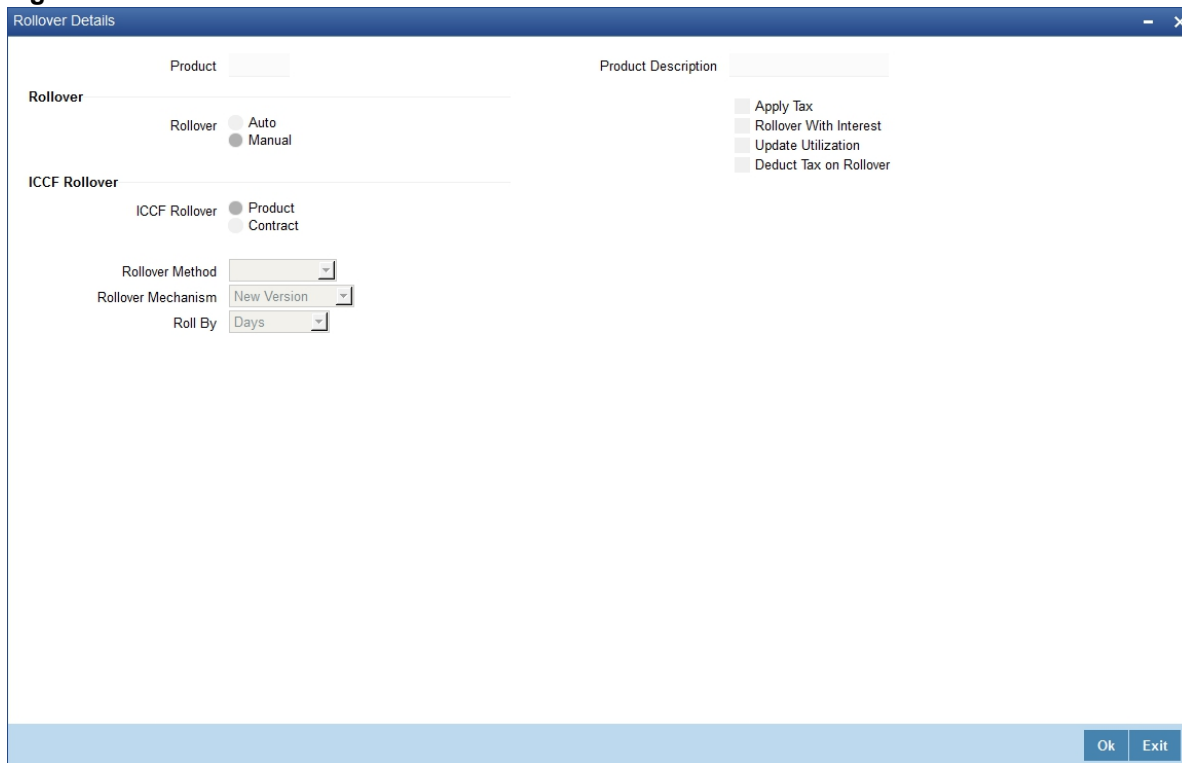 Rollover Details
Product
Product Description
Rollover
Rollover
Auto
Manual
Apply Tax
Rollover With Interest
Update Utilization
Deduct Tax on Rollover
ICCF Rollover
ICCF Rollover
Product
Contract
Rollover Method
Rollover Mechanism New Version
Roll By Days
Ok Exit